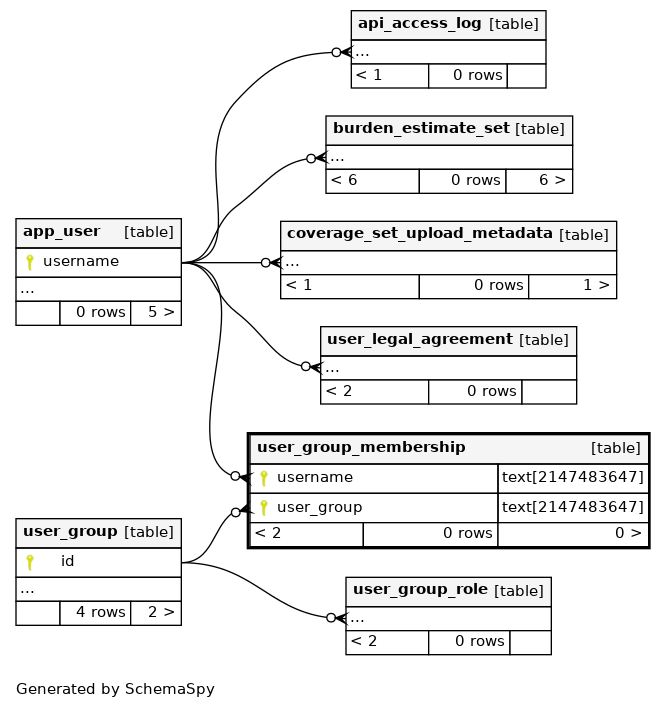 api_access_log [table]
...
< 1 0 rows
burden_estimate_set [table]
...
< 6 0 rows 6 >
app_user [table]
username
...
0 rows 5 >
coverage_set_upload_metadata [table]
...
< 1 0 rows 1 >
user_legal_agreement [table]
...
< 2 0 rows
user_group_membership [table]
username text[2147483647]
user_group text[2147483647]
< 2 0 rows 0 >
user_group [table]
id
...
4 rows 2 >
user_group_role [table]
...
< 2 0 rows
Generated by SchemaSpy